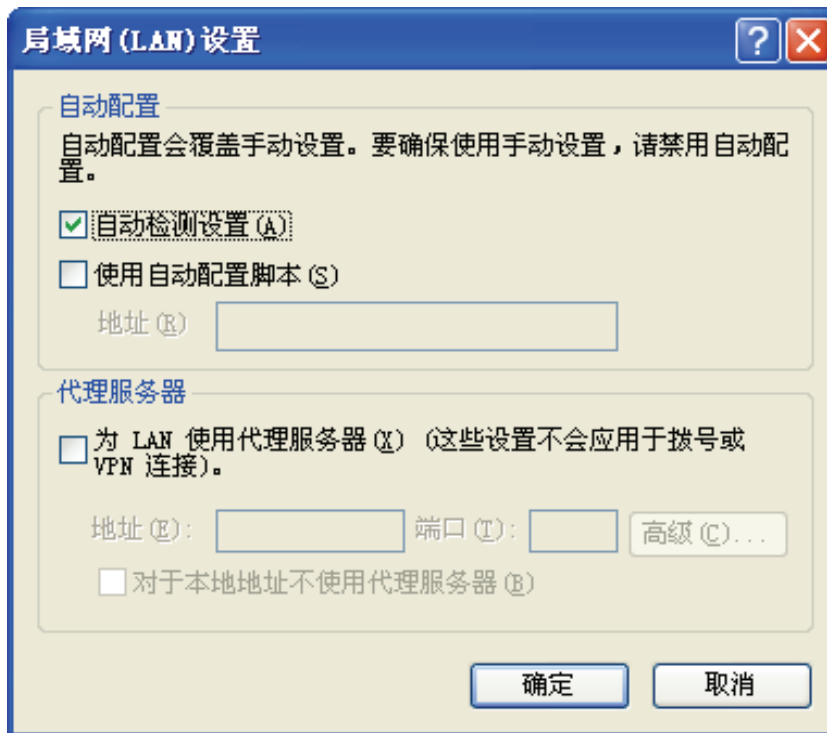 局域网(LAN)设置
自动配置
自动配置会覆盖手动设置。要确保使用手动设置，请禁用自动配
置。
自动检测设置(A)
使用自动配置脚本(S)
地址(R)
代理服务器
为 LAN 使用代理服务器(X) (这些设置不会应用于拨号或
VPN 连接)。
地址(E): 端口(T): 高级(C)...
对于本地地址不使用代理服务器(B)
确定 取消